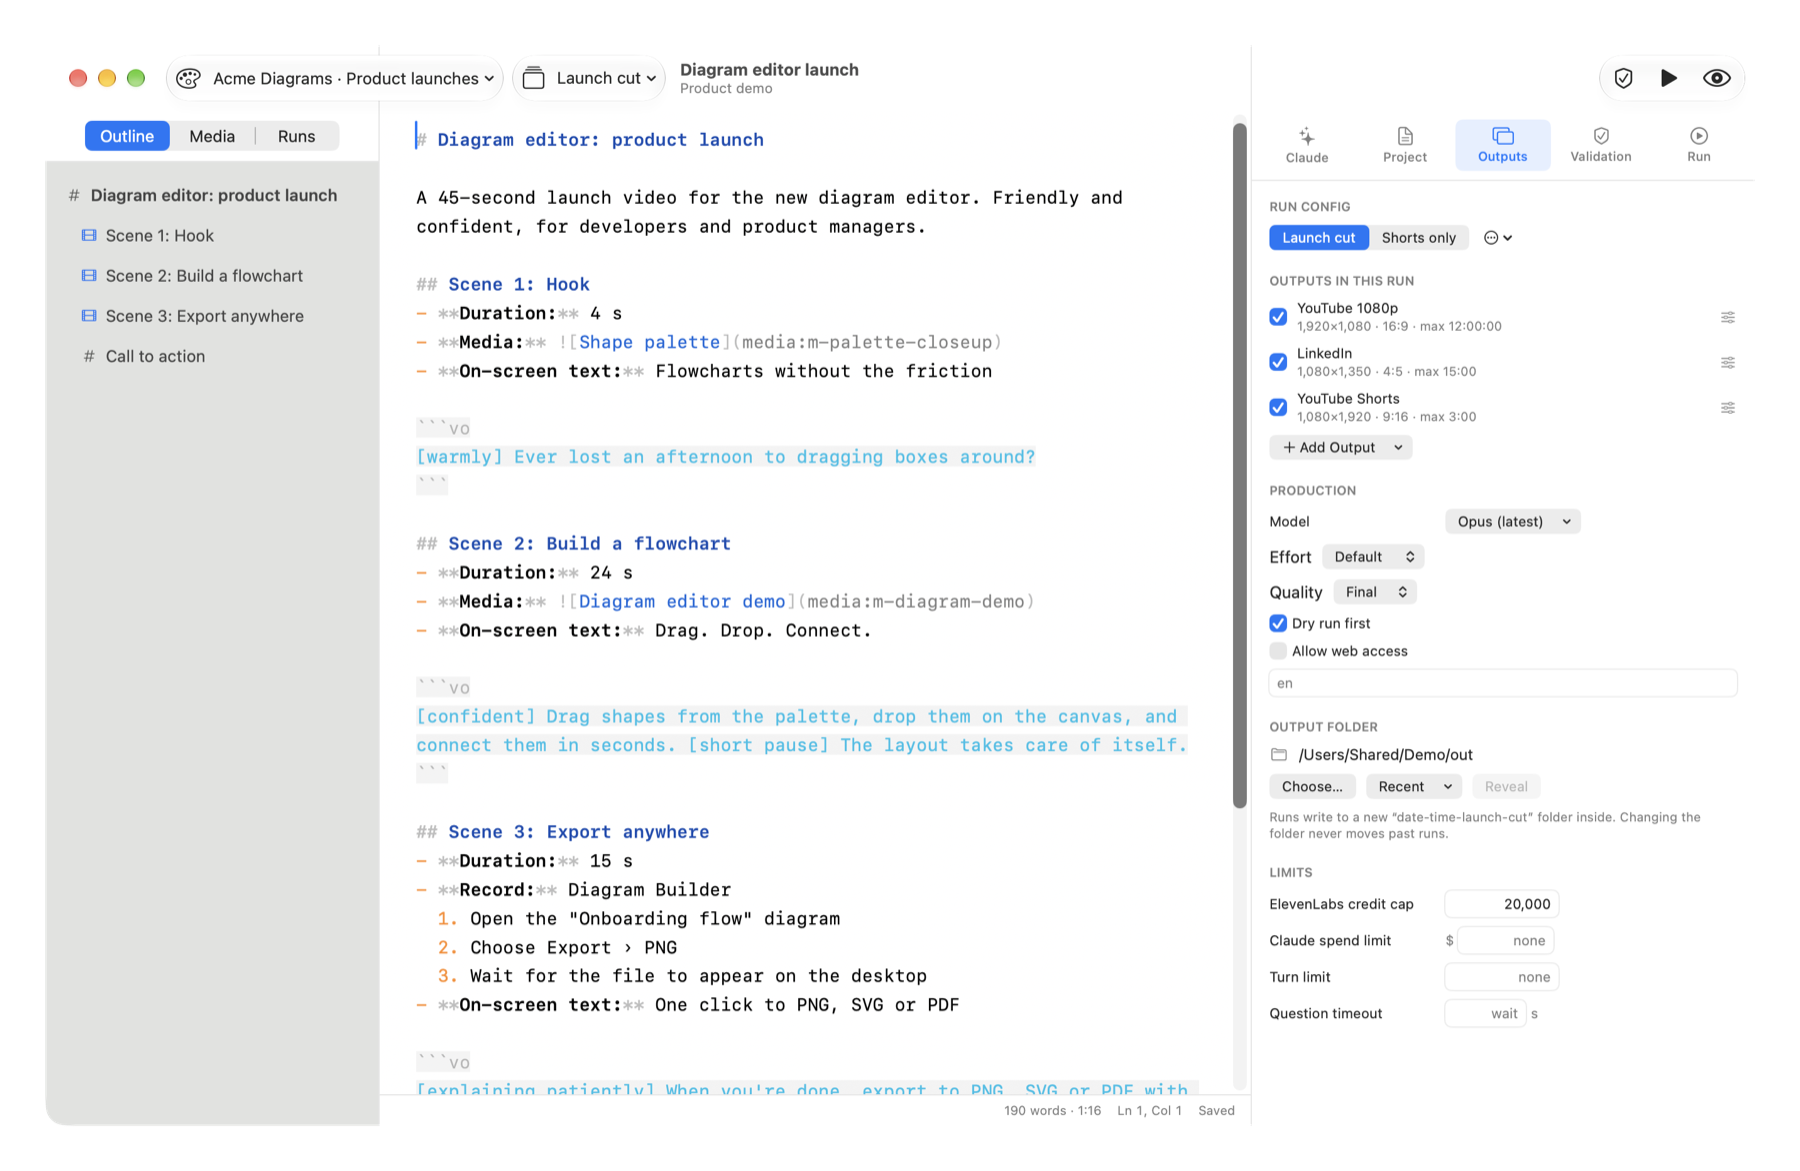 Acme Diagrams · Product launches
Launch cut
Diagram editor launch
Product demo
Outline
Media
Runs
# Diagram editor: product launch
Scene 1: Hook
Scene 2: Build a flowchart
Scene 3: Export anywhere
# Call to action
# Diagram editor: product launch
A 45-second launch video for the new diagram editor. Friendly and
confident, for developers and product managers.
## Scene 1: Hook
- **Duration:** 4 s
- **Media:** ![Shape palette](media:m-palette-closeup)
- **On-screen text:** Flowcharts without the friction
```vo
[warmly] Ever lost an afternoon to dragging boxes around?
```
## Scene 2: Build a flowchart
- **Duration:** 24 s
- **Media:** ![Diagram editor demo](media:m-diagram-demo)
- **On-screen text:** Drag. Drop. Connect.
```vo
[confident] Drag shapes from the palette, drop them on the canvas, and
connect them in seconds. [short pause] The layout takes care of itself.
```
## Scene 3: Export anywhere
- **Duration:** 15 s
- **Record:** Diagram Builder
1. Open the "Onboarding flow" diagram
2. Choose Export › PNG
3. Wait for the file to appear on the desktop
- **On-screen text:** One click to PNG, SVG or PDF
```vo
[explaining patiently] When you're done, export to PNG, SVG or PDF with
190 words · 1:16
Ln 1, Col 1
Saved
Claude
Project
Outputs
Validation
Run
RUN CONFIG
Launch cut
Shorts only
OUTPUTS IN THIS RUN
YouTube 1080p
1,920×1,080 · 16:9 · max 12:00:00
LinkedIn
1,080×1,350 · 4:5 · max 15:00
YouTube Shorts
1,080×1,920 · 9:16 · max 3:00
+ Add Output
PRODUCTION
Model
Opus (latest)
Effort
Default
Quality
Final
Dry run first
Allow web access
en
OUTPUT FOLDER
/Users/Shared/Demo/out
Choose...
Recent
Reveal
Runs write to a new “date-time-launch-cut” folder inside. Changing the
folder never moves past runs.
LIMITS
ElevenLabs credit cap
20,000
Claude spend limit
$ none
Turn limit
none
Question timeout
wait s